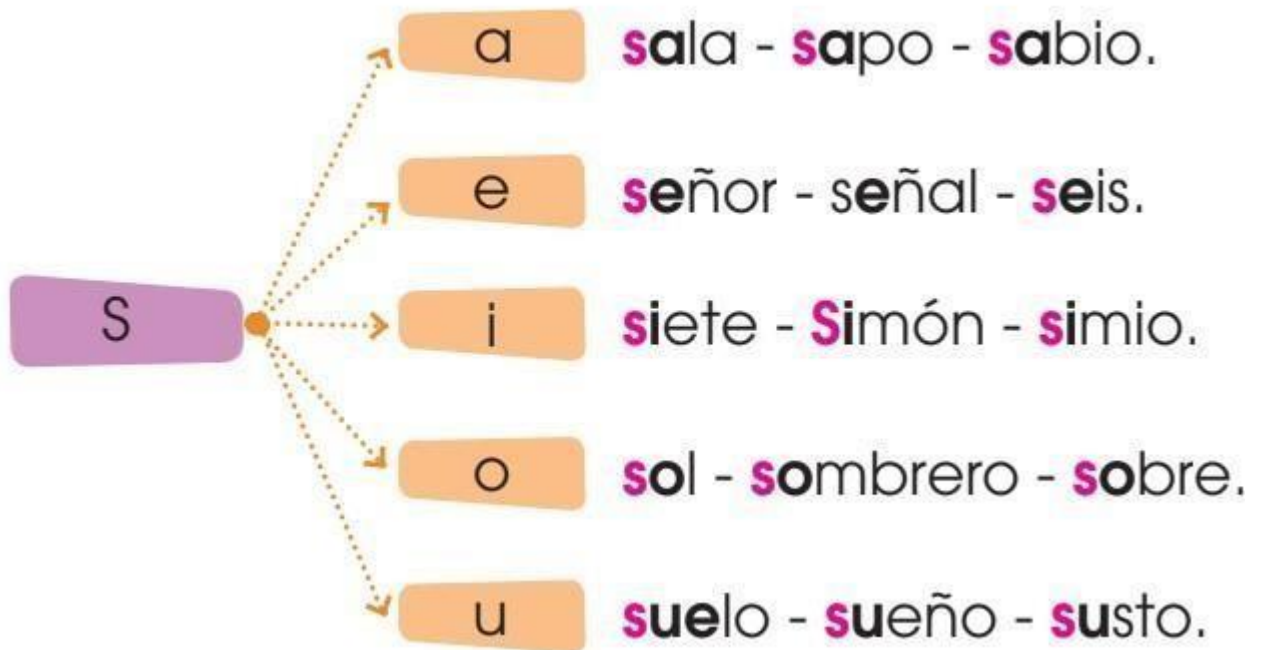 a sala - sapo - sabio.
e señor - señal - seis.
S i siete - Simón - simio.
o sol - sombrero - sobre.
u suelo - sueño - susto.